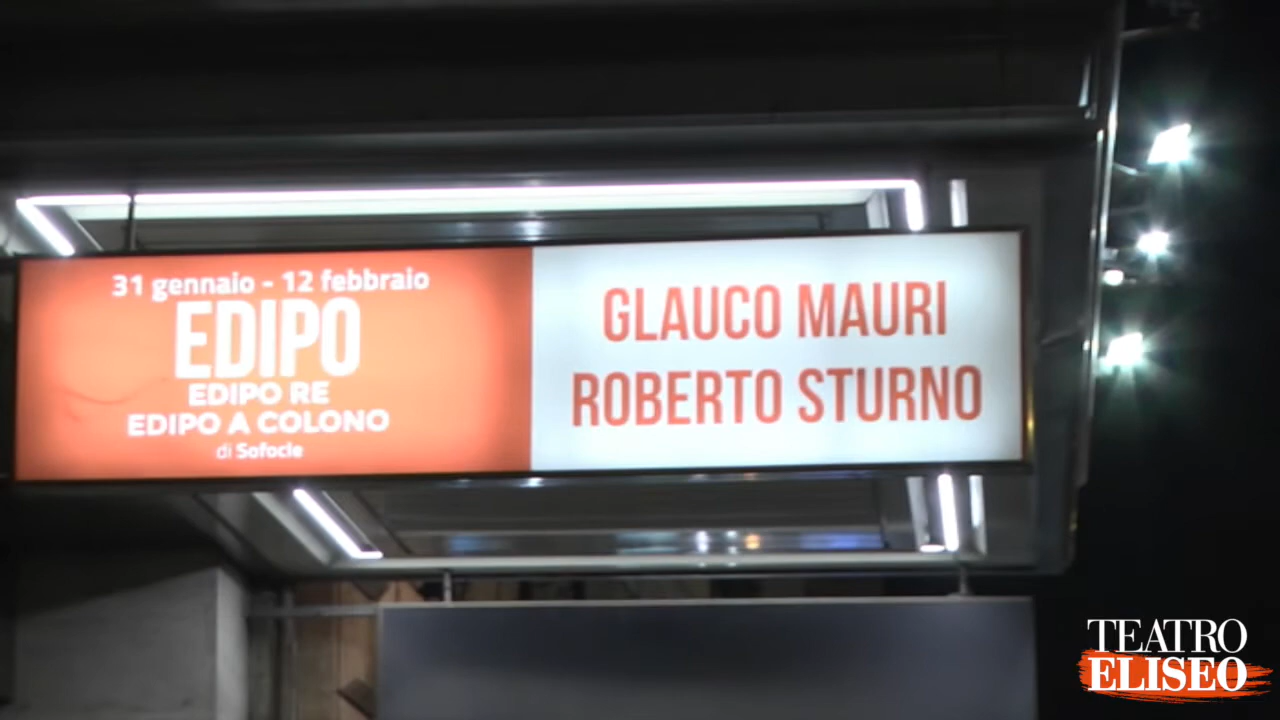 31 gennaio - 12 febbraio
EDIPO
EDIPO RE
EDIPO A COLONO
di Sofocle
GLAUCO MAURI
ROBERTO STURNO
TEATRO
ELISEO